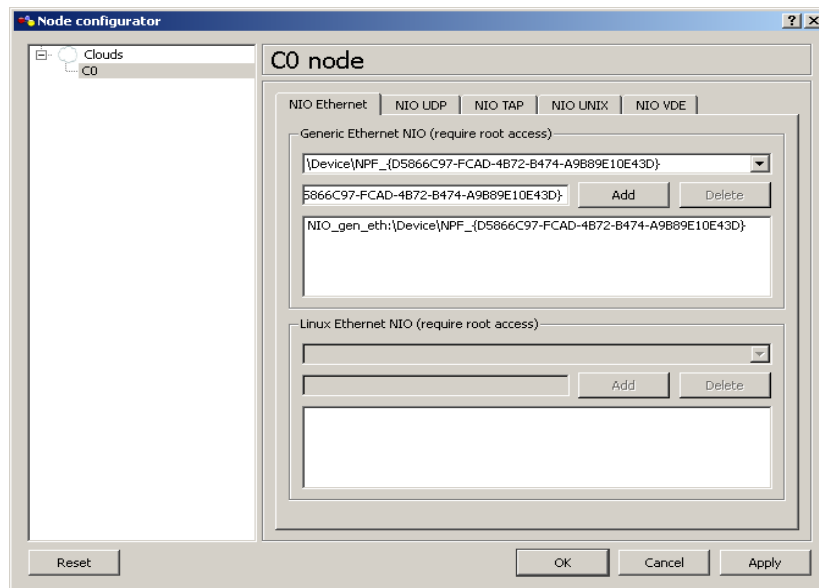 Node configurator
Clouds
C0
C0 node
NIO Ethernet
NIO UDP
NIO TAP
NIO UNIX
NIO VDE
Generic Ethernet NIO (require root access)
\Device\NPF_{D5866C97-FCAD-4B72-B474-A9B89E10E43D}
5866C97-FCAD-4B72-B474-A9B89E10E43D}
Add
Delete
NIO_gen_eth:\Device\NPF_{D5866C97-FCAD-4B72-B474-A9B89E10E43D}
Linux Ethernet NIO (require root access)
Add
Delete
Reset
OK
Cancel
Apply